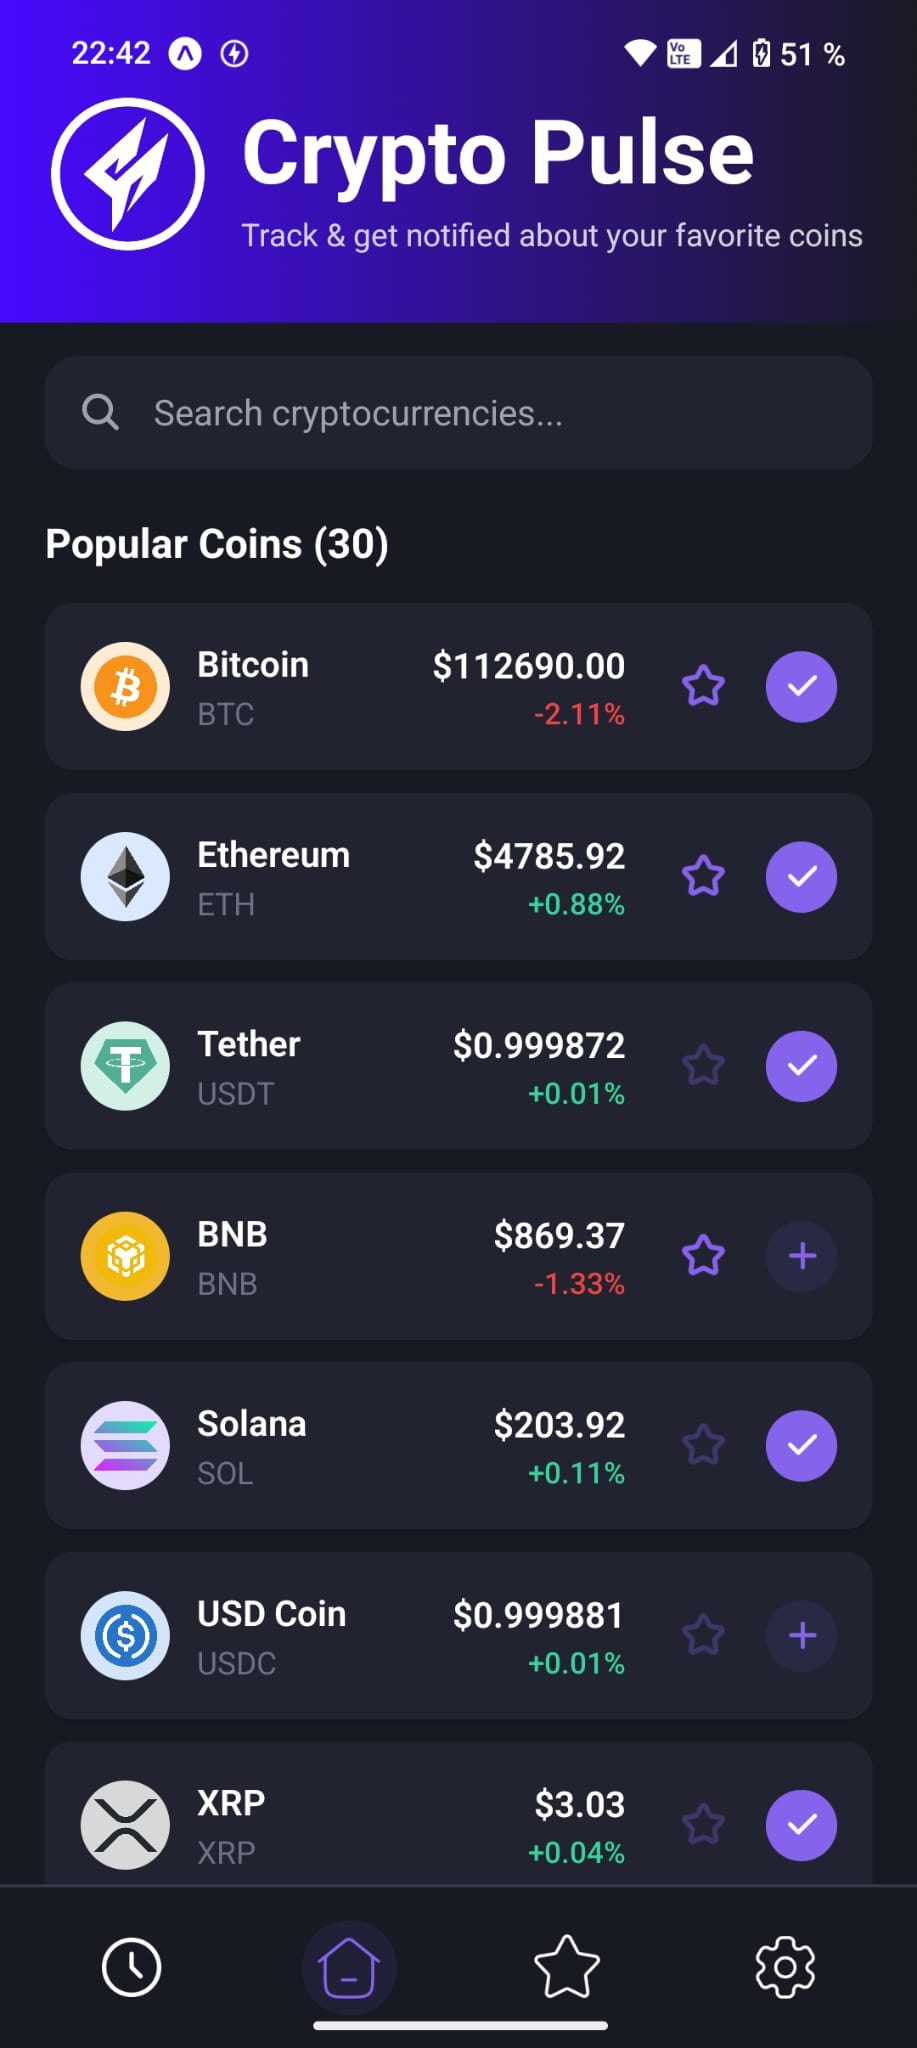 22:42 Vo LTE 51 %
Crypto Pulse
Track & get notified about your favorite coins
Search cryptocurrencies...
Popular Coins (30)
Bitcoin $112690.00
BTC -2.11%
Ethereum $4785.92
ETH +0.88%
Tether $0.999872
USDT +0.01%
BNB $869.37
BNB -1.33%
Solana $203.92
SOL +0.11%
USD Coin $0.999881
USDC +0.01%
XRP $3.03
XRP +0.04%